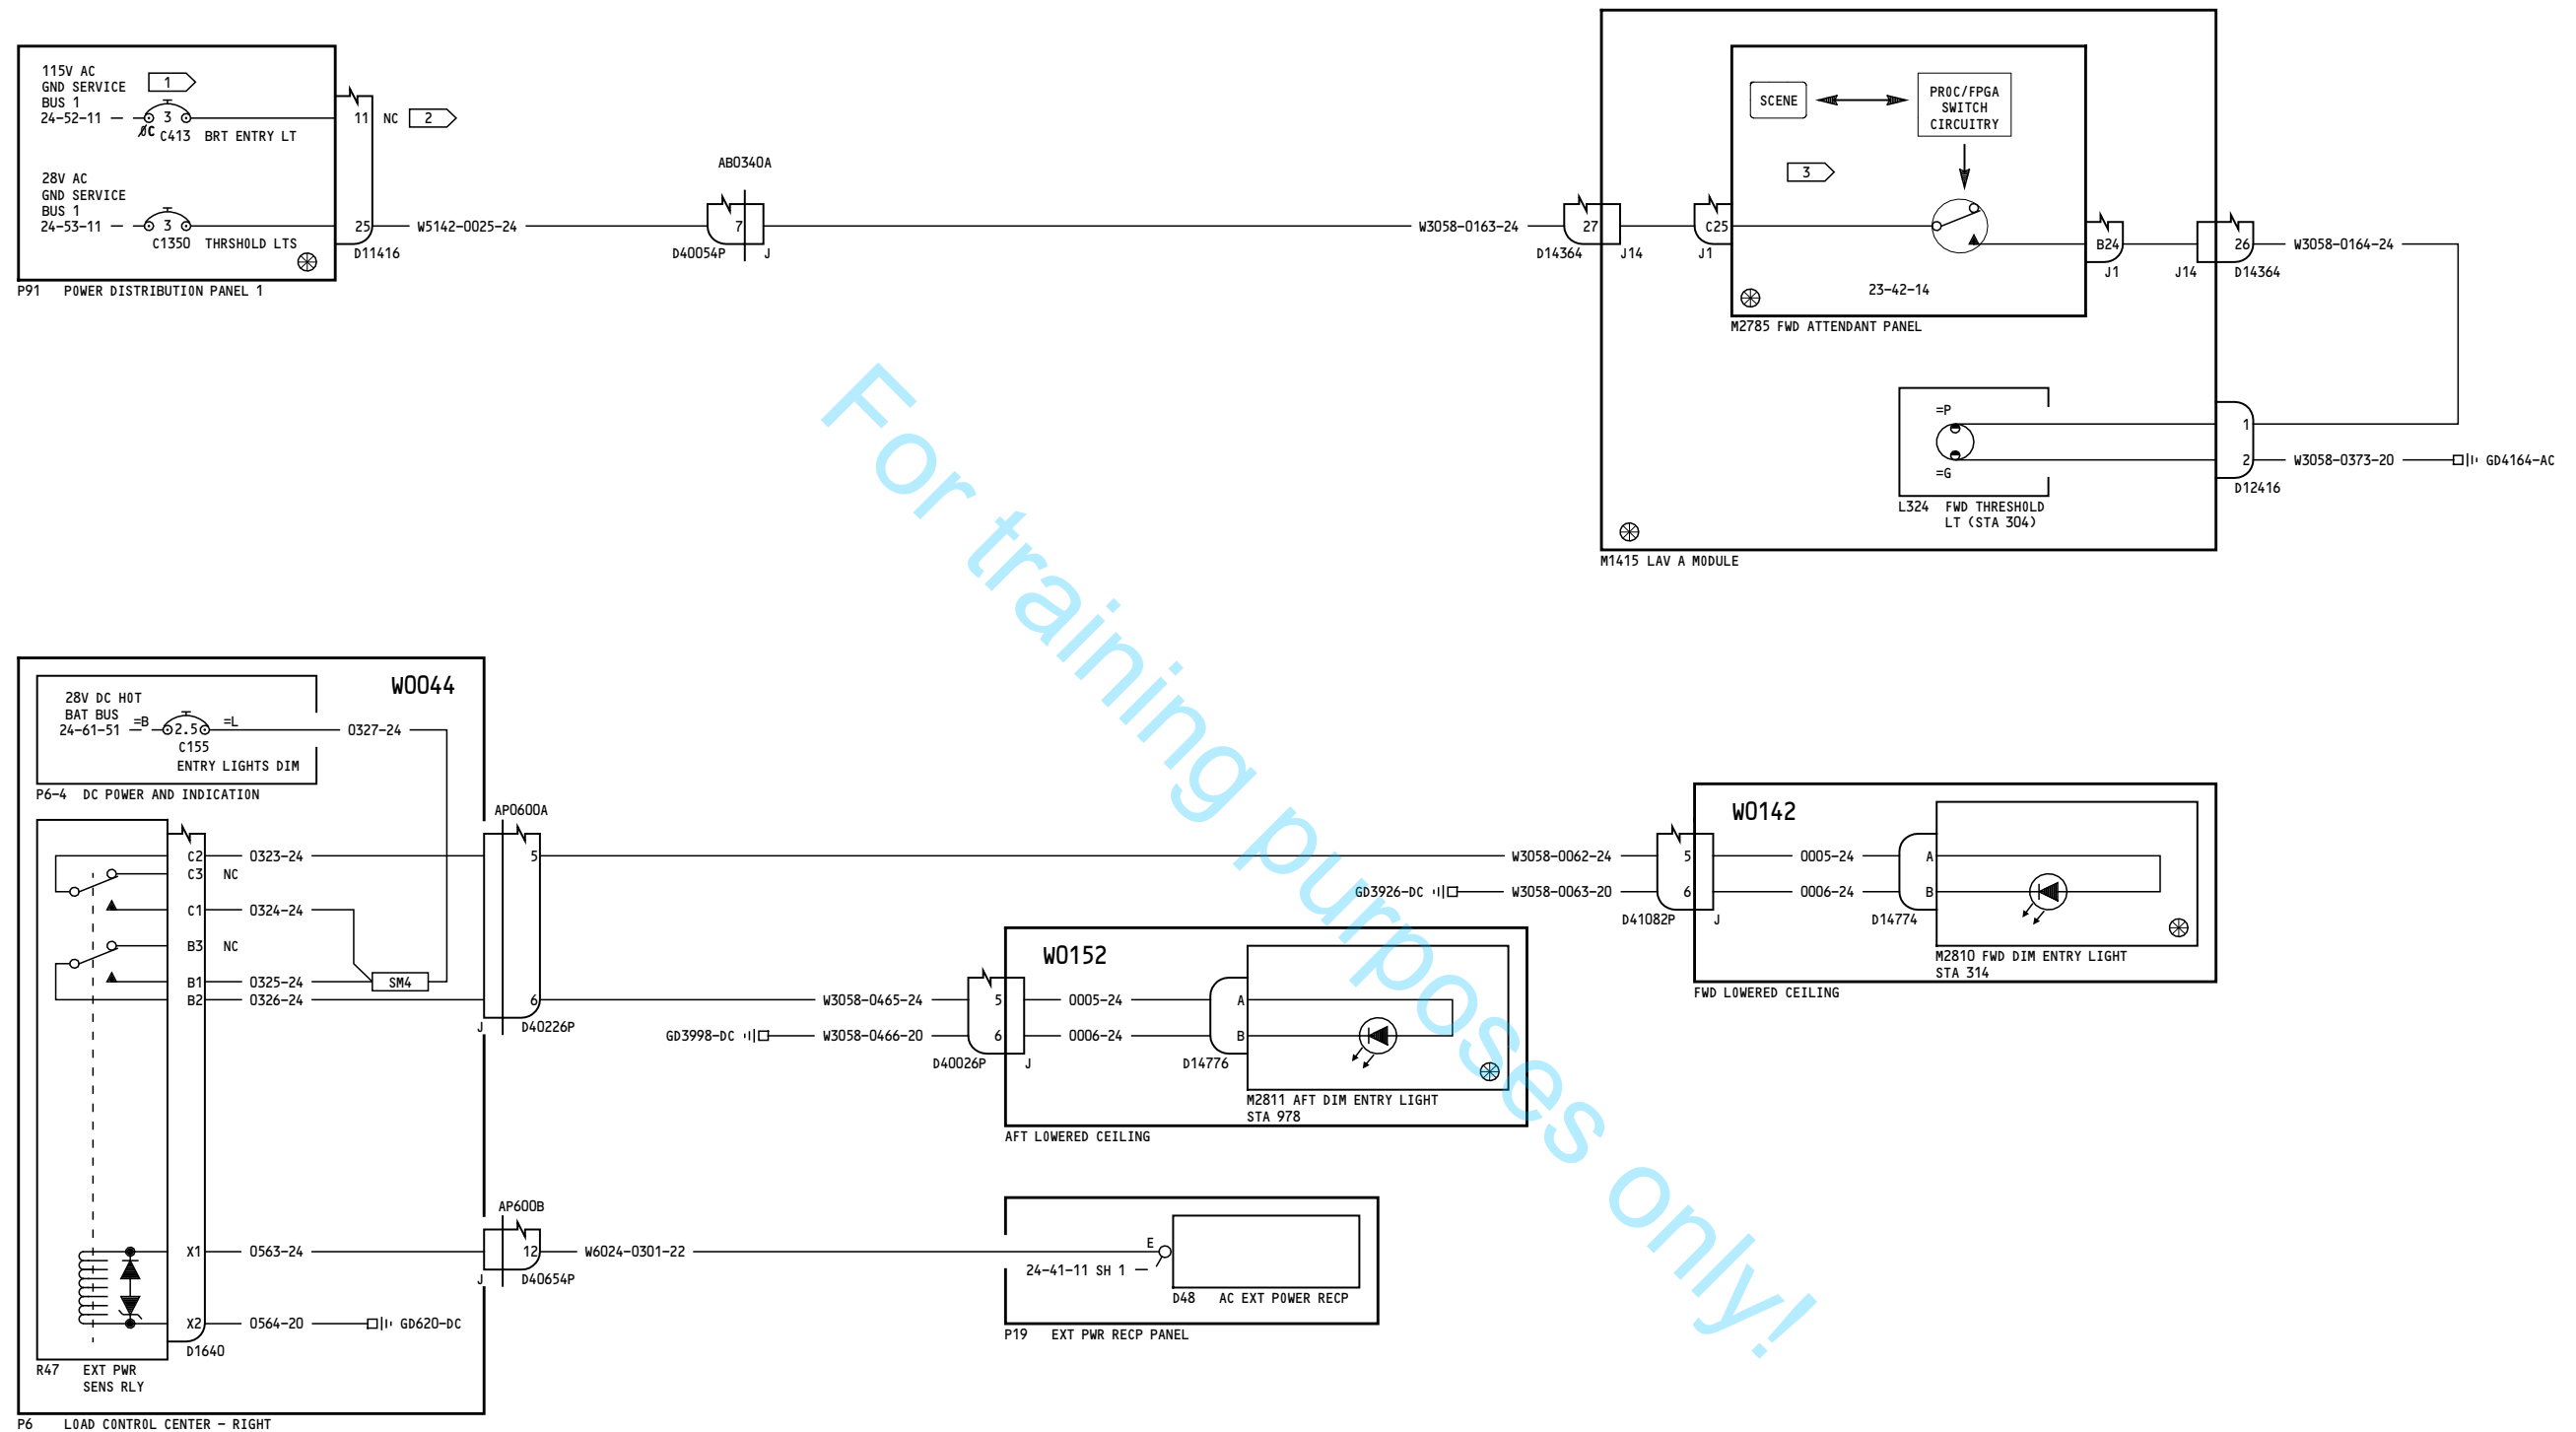 115V AC
GND SERVICE
BUS 1
24-52-11
1
3
C413 BRT ENTRY LT
11 NC 2
28V AC
GND SERVICE
BUS 1
24-53-11
3
C1350 THRSHOLD LTS
25
D11416
P91 POWER DISTRIBUTION PANEL 1
W5142-0025-24
AB0340A
7
D40054P J
W3058-0163-24
27
D14364 J14
C25
J1
SCENE
PROC/FPGA
SWITCH
CIRCUITRY
3
23-42-14
M2785 FWD ATTENDANT PANEL
B24
J1
J14
26
D14364
W3058-0164-24
=P
=G
L324 FWD THRESHOLD
LT (STA 304)
1
2
D12416
W3058-0373-20
GD4164-AC
M1415 LAV A MODULE
For training purposes only!
W0044
28V DC HOT
BAT BUS
24-61-51
=B
2.5
=L
C155
ENTRY LIGHTS DIM
0327-24
P6-4 DC POWER AND INDICATION
C2 0323-24
C3 NC
C1 0324-24
B3 NC
B1 0325-24
SM4
B2 0326-24
X1 0563-24
X2 0564-20
GD620-DC
D1640
R47 EXT PWR
SENS RLY
P6 LOAD CONTROL CENTER - RIGHT
AP0600A
5
6
J D40226P
W3058-0062-24
GD3926-DC
W3058-0063-20
5
6
D41082P J
W0142
0005-24
0006-24
A
B
D14774
M2810 FWD DIM ENTRY LIGHT
STA 314
FWD LOWERED CEILING
W3058-0465-24
GD3998-DC
W3058-0466-20
5
6
D40026P J
W0152
0005-24
0006-24
A
B
D14776
M2811 AFT DIM ENTRY LIGHT
STA 978
AFT LOWERED CEILING
AP600B
12
J D40654P
W6024-0301-22
E
24-41-11 SH 1
D48 AC EXT POWER RECP
P19 EXT PWR RECP PANEL